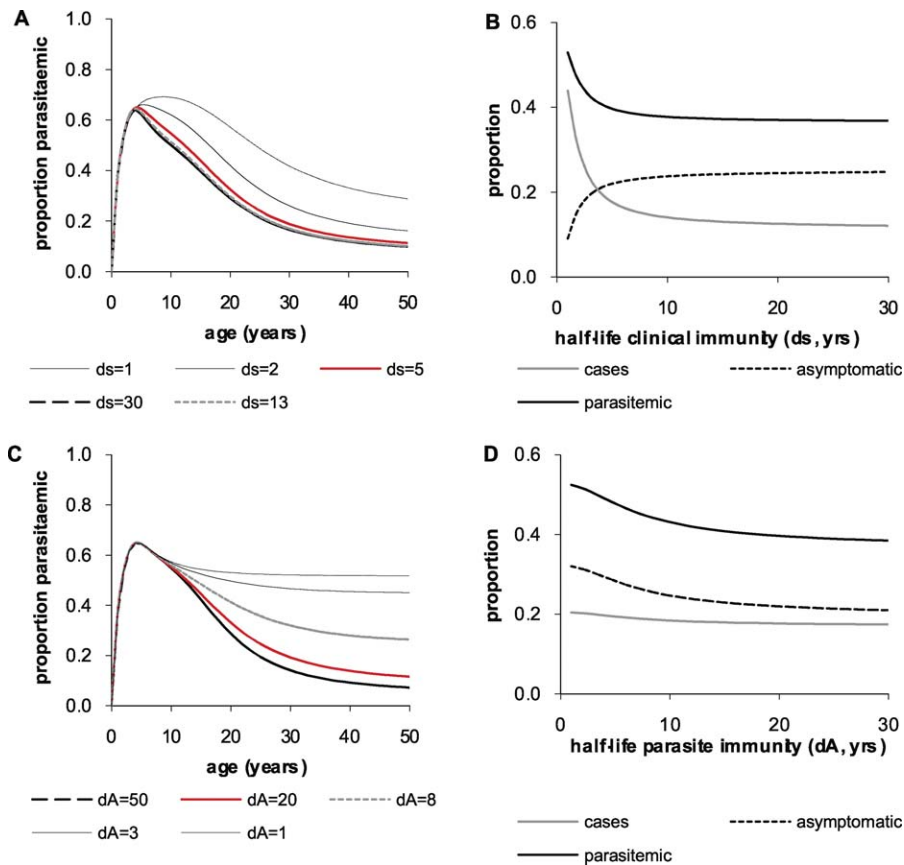 A
proportion parasitaemic
1.0
0.8
0.6
0.4
0.2
0.0
0 10 20 30 40 50
age (years)
ds=1 ds=2 ds=5
ds=30 ds=13
B
proportion
0.6
0.4
0.2
0.0
0 10 20 30
half-life clinical immunity (ds, yrs)
cases asymptomatic
parasitemic
C
proportion parasitaemic
1.0
0.8
0.6
0.4
0.2
0.0
0 10 20 30 40 50
age (years)
dA=50 dA=20 dA=8
dA=3 dA=1
D
proportion
0.6
0.4
0.2
0.0
0 10 20 30
half-life parasite immunity (dA, yrs)
cases asymptomatic
parasitemic